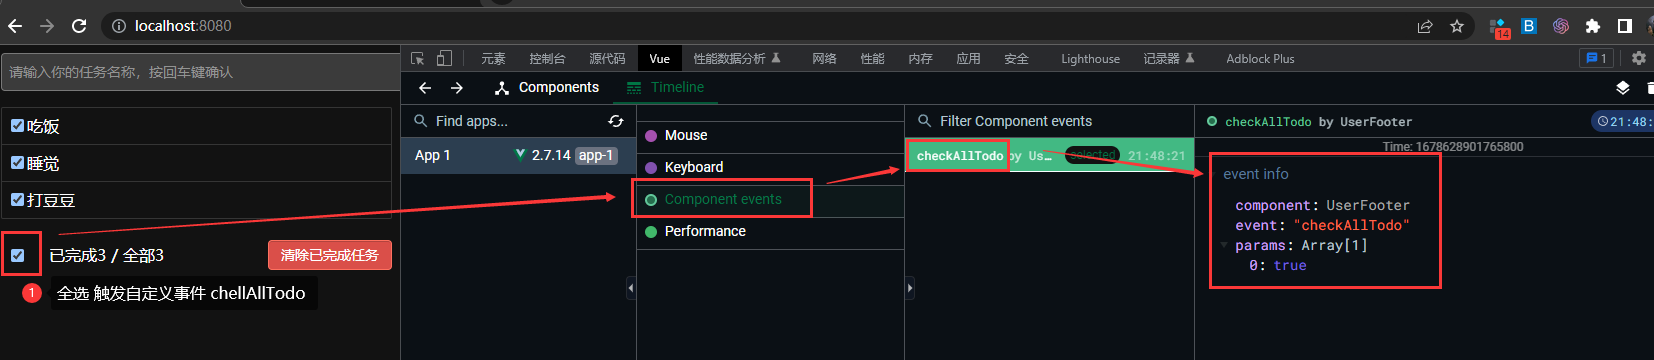 localhost:8080
14
B
请输入你的任务名称，按回车键确认
元素 控制台 源代码 Vue 性能数据分析 网络 性能 内存 应用 安全 Lighthouse 记录器 Adblock Plus 1
Components Timeline
Find apps...
Filter Component events
checkAllTodo by UserFooter
21:48:
吃饭
睡觉
打豆豆
App 1 2.7.14 app-1
Mouse
Keyboard
Component events
Performance
checkAllTodo by Us... selected 21:48:21
Time: 1678628901765800
event info
component: UserFooter
event: "checkAllTodo"
params: Array[1]
0: true
已完成3 / 全部3 清除已完成任务
1 全选 触发自定义事件 chellAllTodo